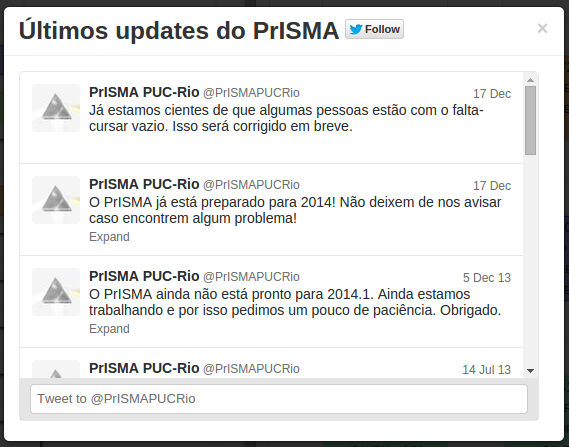 Últimos updates do PrISMA Follow ×
PrISMA PUC-Rio @PrISMAPUCRio 17 Dec
Já estamos cientes de que algumas pessoas estão com o falta-
cursar vazio. Isso será corrigido em breve.
PrISMA PUC-Rio @PrISMAPUCRio 17 Dec
O PrISMA já está preparado para 2014! Não deixem de nos avisar
caso encontrem algum problema!
Expand
PrISMA PUC-Rio @PrISMAPUCRio 5 Dec 13
O PrISMA ainda não está pronto para 2014.1. Ainda estamos
trabalhando e por isso pedimos um pouco de paciência. Obrigado.
Expand
PrISMA PUC-Rio @PrISMAPUCRio 14 Jul 13
Tweet to @PrISMAPUCRio